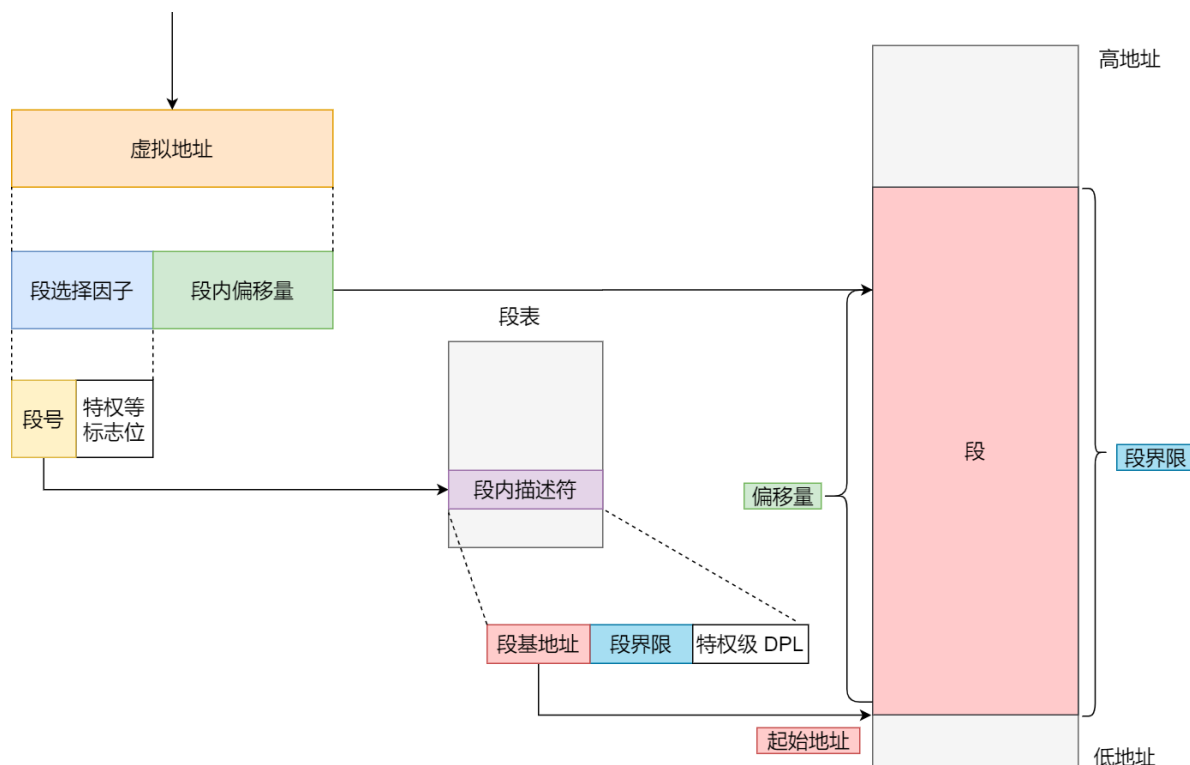 高地址
虚拟地址
段选择因子
段内偏移量
段表
段号
特权等
标志位
段
段界限
段内描述符
偏移量
段基地址
段界限
特权级 DPL
起始地址
低地址